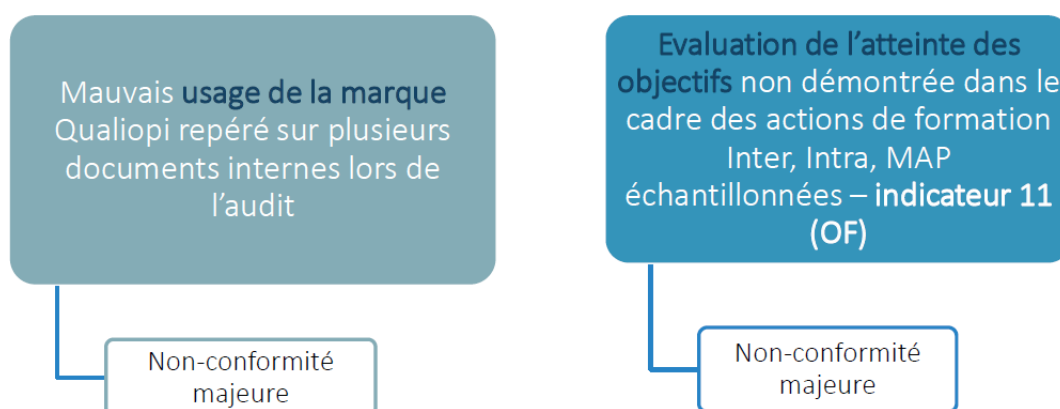 Mauvais usage de la marque
Qualiopi repéré sur plusieurs
documents internes lors de
l’audit
Non-conformité
majeure
Evaluation de l’atteinte des
objectifs non démontrée dans le
cadre des actions de formation
Inter, Intra, MAP
échantillonnées – indicateur 11
(OF)
Non-conformité
majeure